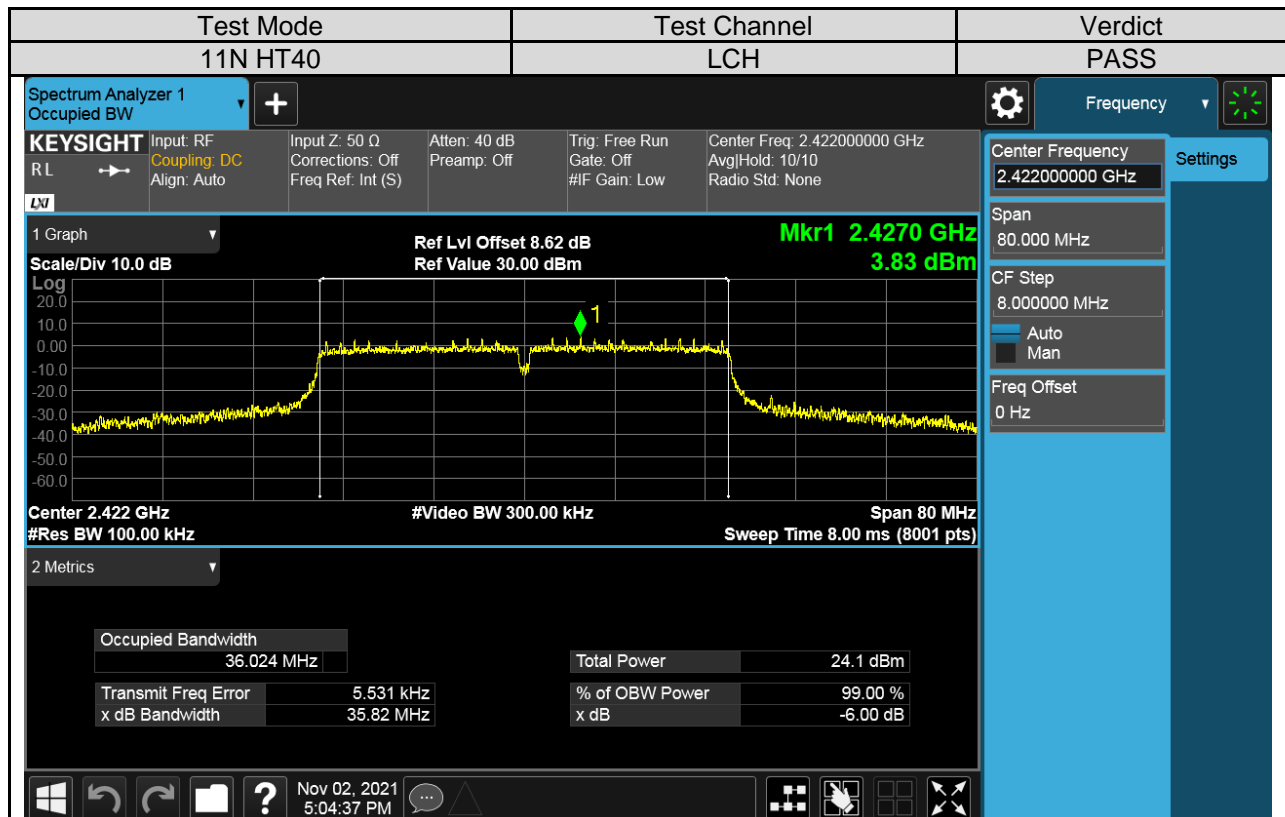 Test Mode Test Channel Verdict
11N HT40 LCH PASS
Spectrum Analyzer 1
Occupied BW
+
Frequency
KEYSIGHT Input: RF Input Z: 50 Ω Atten: 40 dB Trig: Free Run Center Freq: 2.422000000 GHz
RL Coupling: DC Corrections: Off Preamp: Off Gate: Off Avg|Hold: 10/10
Align: Auto Freq Ref: Int (S) #IF Gain: Low Radio Std: None
LXI
Center Frequency
2.422000000 GHz
Settings
Span
80.000 MHz
CF Step
8.000000 MHz
Auto
Man
Freq Offset
0 Hz
1 Graph Ref Lvl Offset 8.62 dB Mkr1 2.4270 GHz
Scale/Div 10.0 dB Ref Value 30.00 dBm 3.83 dBm
Log
20.0
10.0
1
0.00
-10.0
-20.0
-30.0
-40.0
-50.0
-60.0
Center 2.422 GHz #Video BW 300.00 kHz Span 80 MHz
#Res BW 100.00 kHz Sweep Time 8.00 ms (8001 pts)
2 Metrics
Occupied Bandwidth
36.024 MHz Total Power 24.1 dBm
Transmit Freq Error 5.531 kHz % of OBW Power 99.00 %
x dB Bandwidth 35.82 MHz x dB -6.00 dB
? Nov 02, 2021
5:04:37 PM